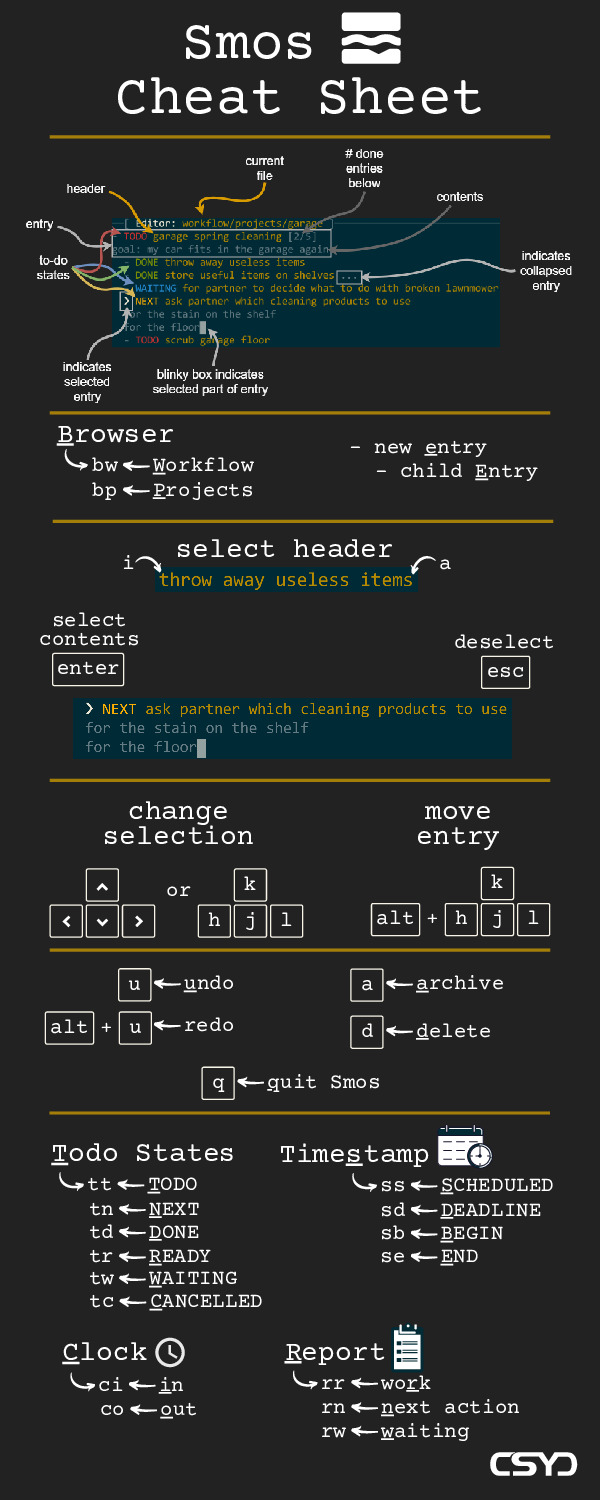 Smos
Cheat Sheet
current
file
# done
entries
below
header
contents
entry
to-do
states
indicates
collapsed
entry
[ Editor: workflow/projects/garage
TODO garage spring cleaning [2/5]
goal: my car fits in the garage again
- DONE throw away useless items
- DONE store useful items on shelves ...
- WAITING for partner to decide what to do with broken lawnmower
❯ NEXT ask partner which cleaning products to use
for the stain on the shelf
for the floor
- TODO scrub garage floor
indicates
selected
entry
blinky box indicates
selected part of entry
Browser
bw Workflow
bp Projects
- new entry
- child Entry
select header
i
a
throw away useless items
select
contents
enter
deselect
esc
❯ NEXT ask partner which cleaning products to use
for the stain on the shelf
for the floor
change
selection
or
k
h j l
move
entry
k
alt + h j l
u undo
alt + u redo
a archive
d delete
q quit Smos
Todo States
tt TODO
tn NEXT
td DONE
tr READY
tw WAITING
tc CANCELLED
Timestamp
ss SCHEDULED
sd DEADLINE
sb BEGIN
se END
Clock
ci in
co out
Report
rr work
rn next action
rw waiting